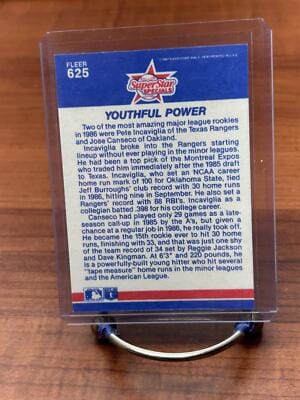 FLEER
625
SuperStar
SPECIALS
YOUTHFUL POWER
Two of the most amazing major league rookies
in 1986 were Pete Incaviglia of the Texas Rangers
and Jose Canseco of Oakland.
Incaviglia broke into the Rangers starting
lineup without ever playing in the minor leagues.
He had been a top pick of the Montreal Expos
who traded him immediately after the 1985 draft
to Texas. Incaviglia, who set an NCAA career
home run mark of 100 for Oklahoma State, tied
Jeff Burroughs' club record with 30 home runs
in 1986, hitting nine in September. He also set a
Rangers' record with 88 RBI's. Incaviglia as a
collegian batted .398 for his college career.
Canseco had played only 29 games as a late
season call-up in 1985 by the A's, but given a
chance at a regular job in 1986, he really took off.
He became the 15th rookie ever to hit 30 home
runs, finishing with 33, and that was just one shy
of the team record of 34 set by Reggie Jackson
and Dave Kingman. At 6'3" and 220 pounds, he
is a powerfully-built young hitter who hit several
"tape measure" home runs in the minor leagues
and the American League.